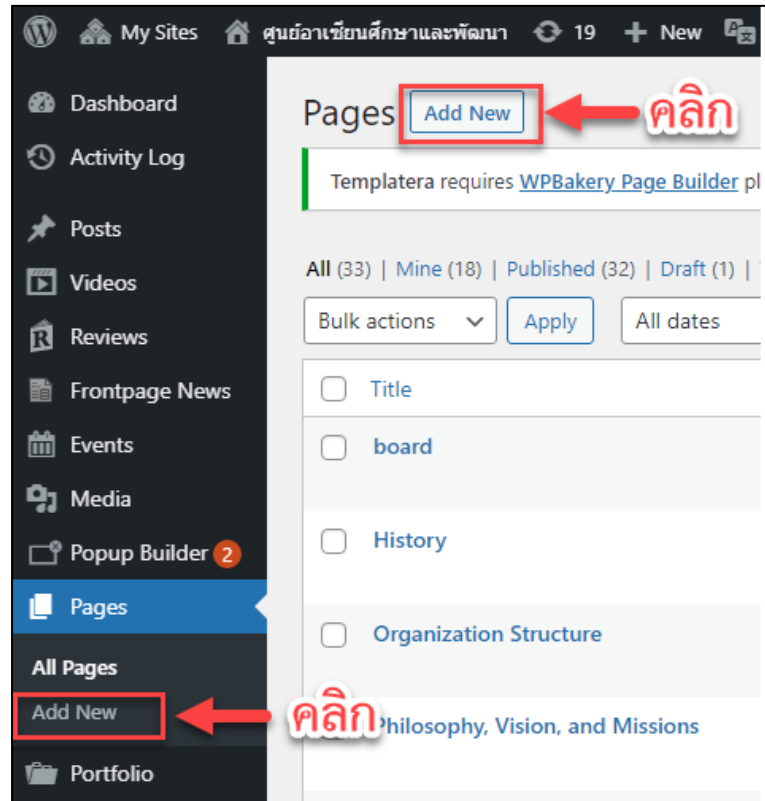 My Sites ศูนย์อาเซียนศึกษาและพัฒนา 19 + New
Dashboard
Activity Log
Posts
Videos
Reviews
Frontpage News
Events
Media
Popup Builder 2
Pages
All Pages
Add New
Portfolio
Pages Add New คลิก
Templatera requires WPBakery Page Builder pl
All (33) | Mine (18) | Published (32) | Draft (1) |
Bulk actions Apply All dates
Title
board
History
Organization Structure
คลิก Philosophy, Vision, and Missions